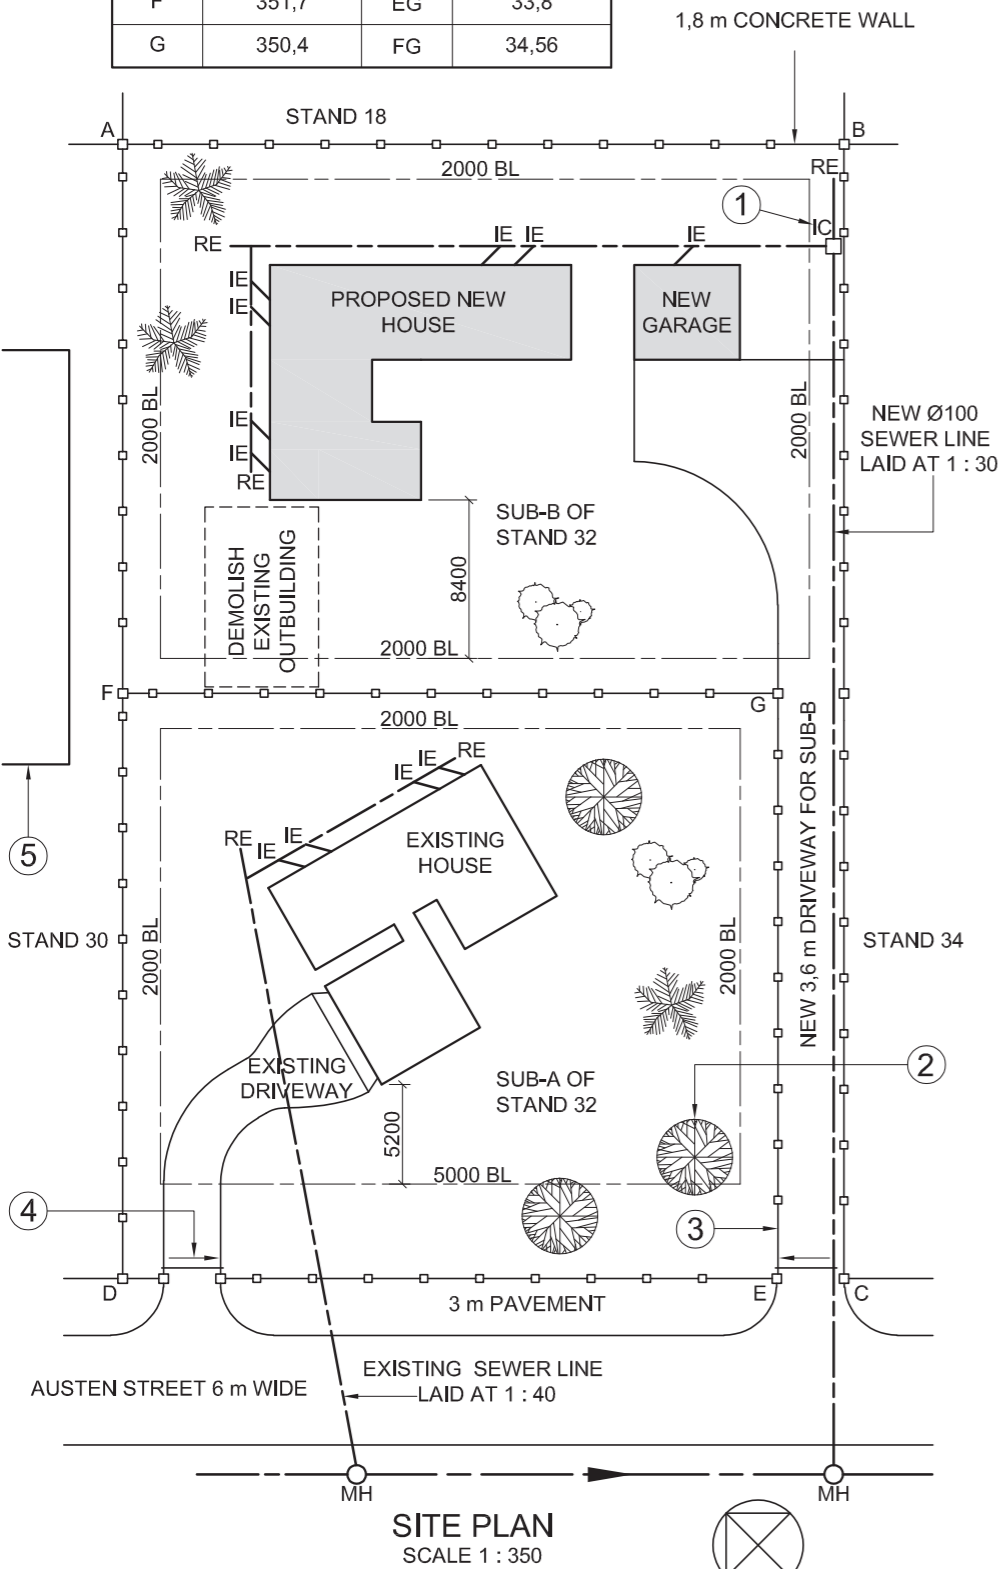 F 351,7 EG 33,8
G 350,4 FG 34,56
1,8 m CONCRETE WALL
STAND 18
A
B
2000 BL
RE
1
IC
RE
IE IE
IE
IE
IE
PROPOSED NEW
HOUSE
NEW
GARAGE
2000 BL
2000 BL
NEW Ø100
SEWER LINE
LAID AT 1 : 30
IE
IE
RE
SUB-B OF
STAND 32
DEMOLISH
EXISTING
OUTBUILDING
8400
2000 BL
F
G
2000 BL
NEW 3,6 m DRIVEWAY FOR SUB-B
IE IE RE
RE IE IE
EXISTING
HOUSE
5
STAND 30
2000 BL
2000 BL
STAND 34
EXISTING
DRIVEWAY
SUB-A OF
STAND 32
2
5200
5000 BL
4
3
D
E
C
3 m PAVEMENT
AUSTEN STREET 6 m WIDE
EXISTING SEWER LINE
LAID AT 1 : 40
MH
MH
SITE PLAN
SCALE 1 : 350